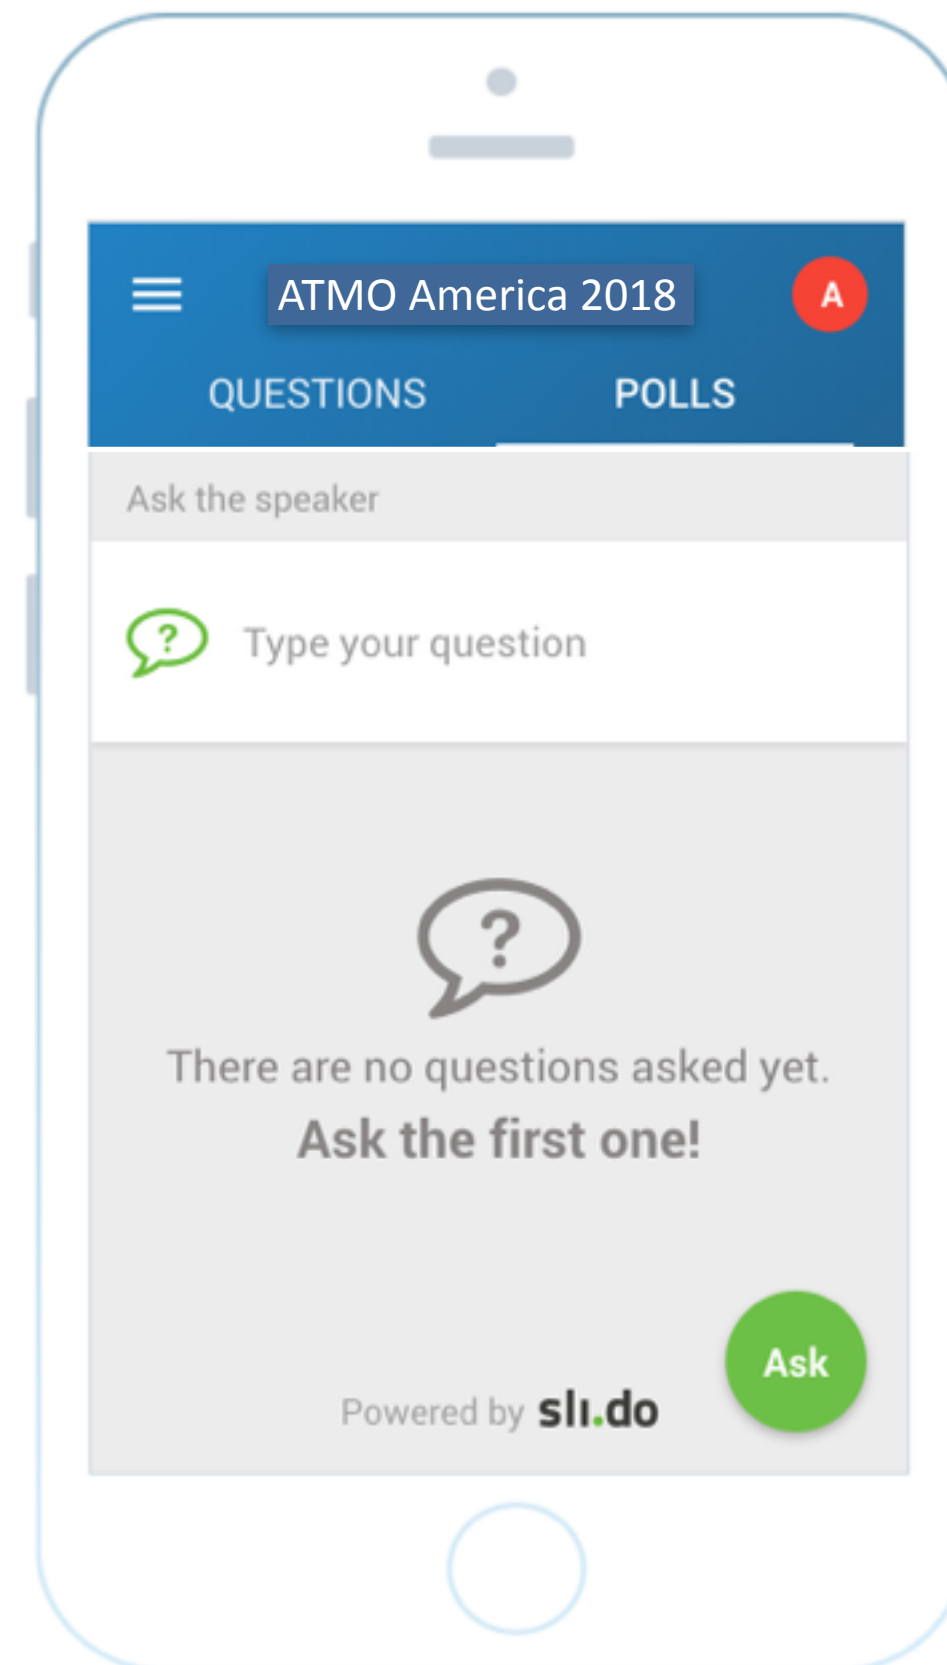 ATMO America 2018
A
QUESTIONS POLLS
Ask the speaker
? Type your question
?
There are no questions asked yet.
Ask the first one!
Ask
Powered by sli.do